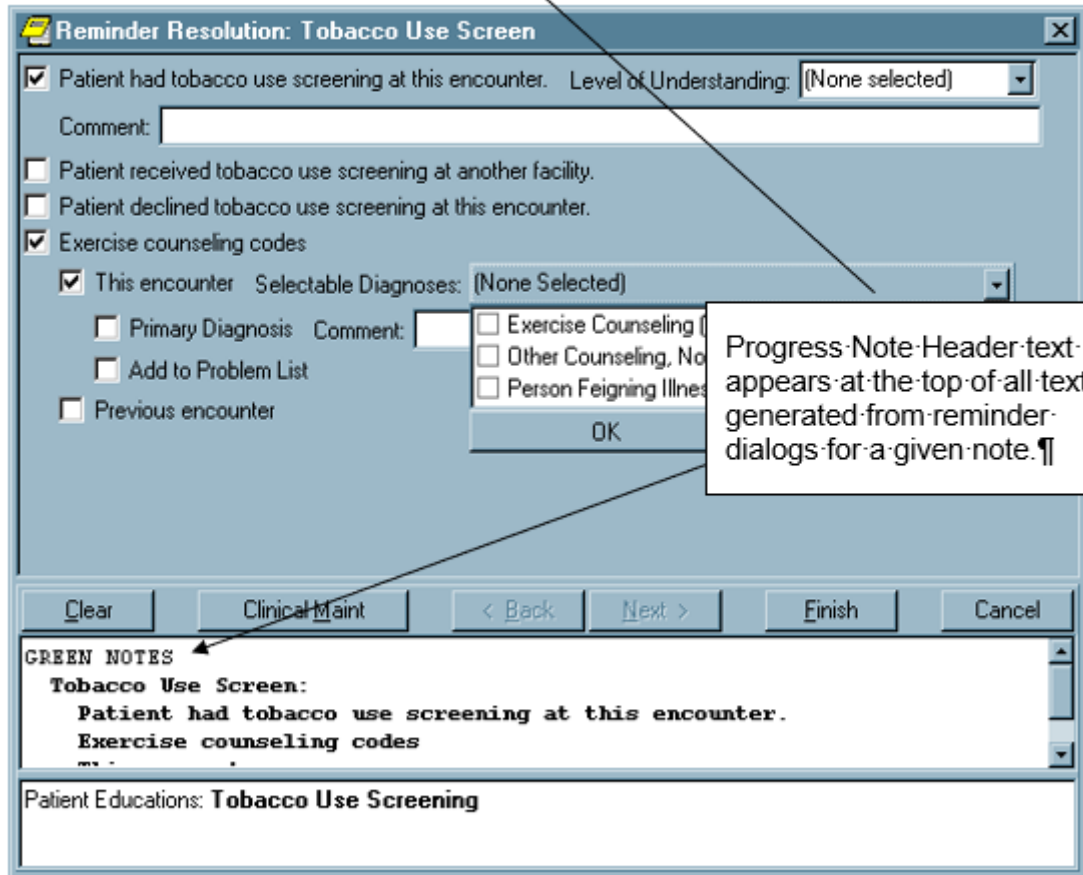 Reminder Resolution: Tobacco Use Screen
Patient had tobacco use screening at this encounter. Level of Understanding: (None selected)
Comment:
Patient received tobacco use screening at another facility.
Patient declined tobacco use screening at this encounter.
Exercise counseling codes
This encounter Selectable Diagnoses: (None Selected)
Primary Diagnosis Comment:
Add to Problem List
Previous encounter
Exercise Counseling (
Other Counseling, No
Person Feigning Illnes
OK
Progress·Note·Header·text·
appears·at·the·top·of·all·text
generated·from·reminder·
dialogs·for·a·given·note.¶
Clear Clinical Maint < Back Next > Finish Cancel
GREEN NOTES
Tobacco Use Screen:
Patient had tobacco use screening at this encounter.
Exercise counseling codes
Patient Educations: Tobacco Use Screening